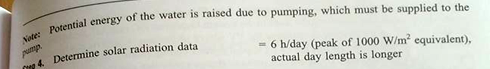 Note: Potential energy of the water is raised due to pumping, which must be supplied to the
pump.
Step 4. Determine solar radiation data = 6 h/day (peak of 1000 W/m² equivalent),
actual day length is longer